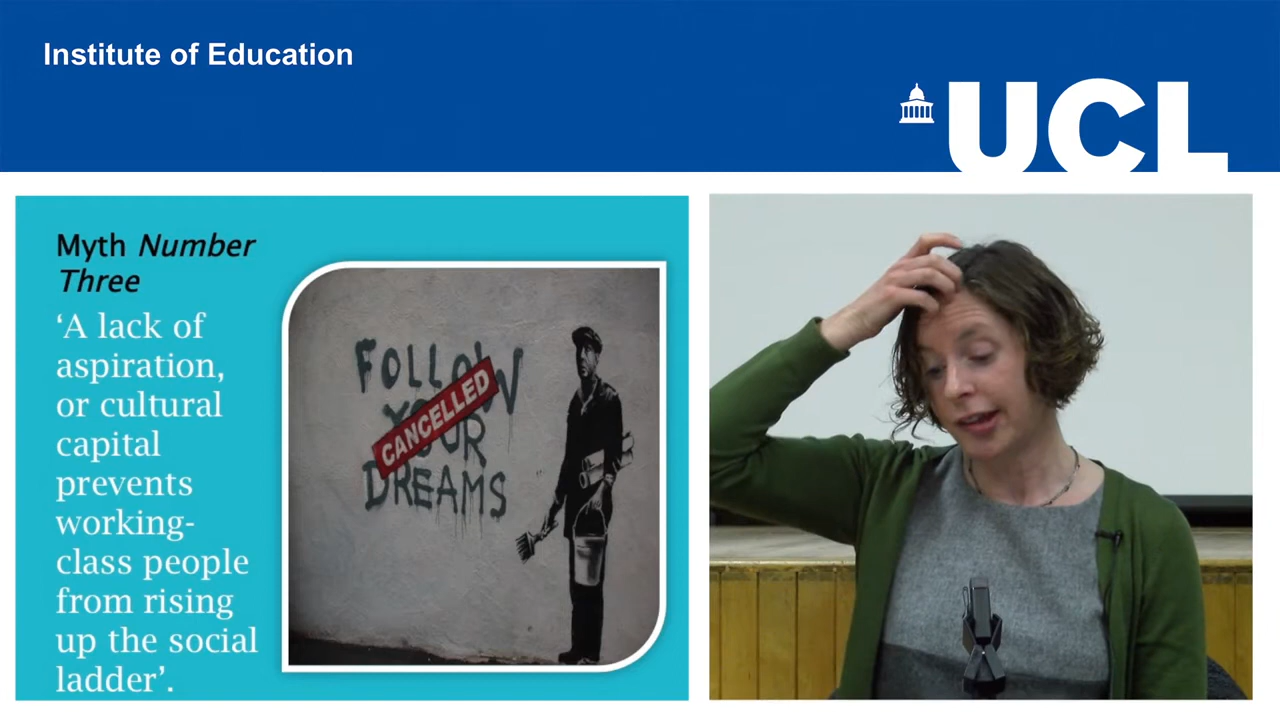 Institute of Education
UCL
Myth Number
Three
‘A lack of
aspiration,
or cultural
capital
prevents
working-
class people
from rising
up the social
ladder’.
FOLLOW
YOUR
DREAMS
CANCELLED